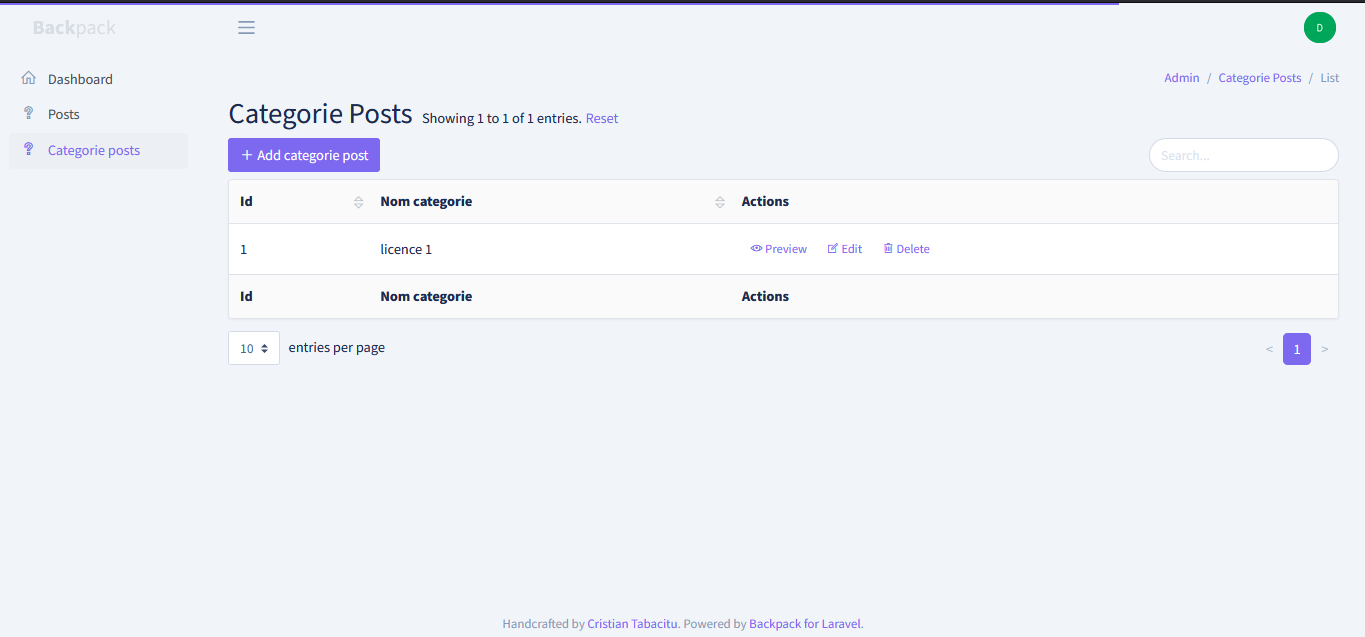 Backpack
D
Dashboard
Posts
Categorie posts
Admin / Categorie Posts / List
Categorie Posts Showing 1 to 1 of 1 entries. Reset
+ Add categorie post
Search...
Id Nom categorie Actions
1 licence 1 Preview Edit Delete
Id Nom categorie Actions
10 entries per page
< 1 >
Handcrafted by Cristian Tabacitu. Powered by Backpack for Laravel.